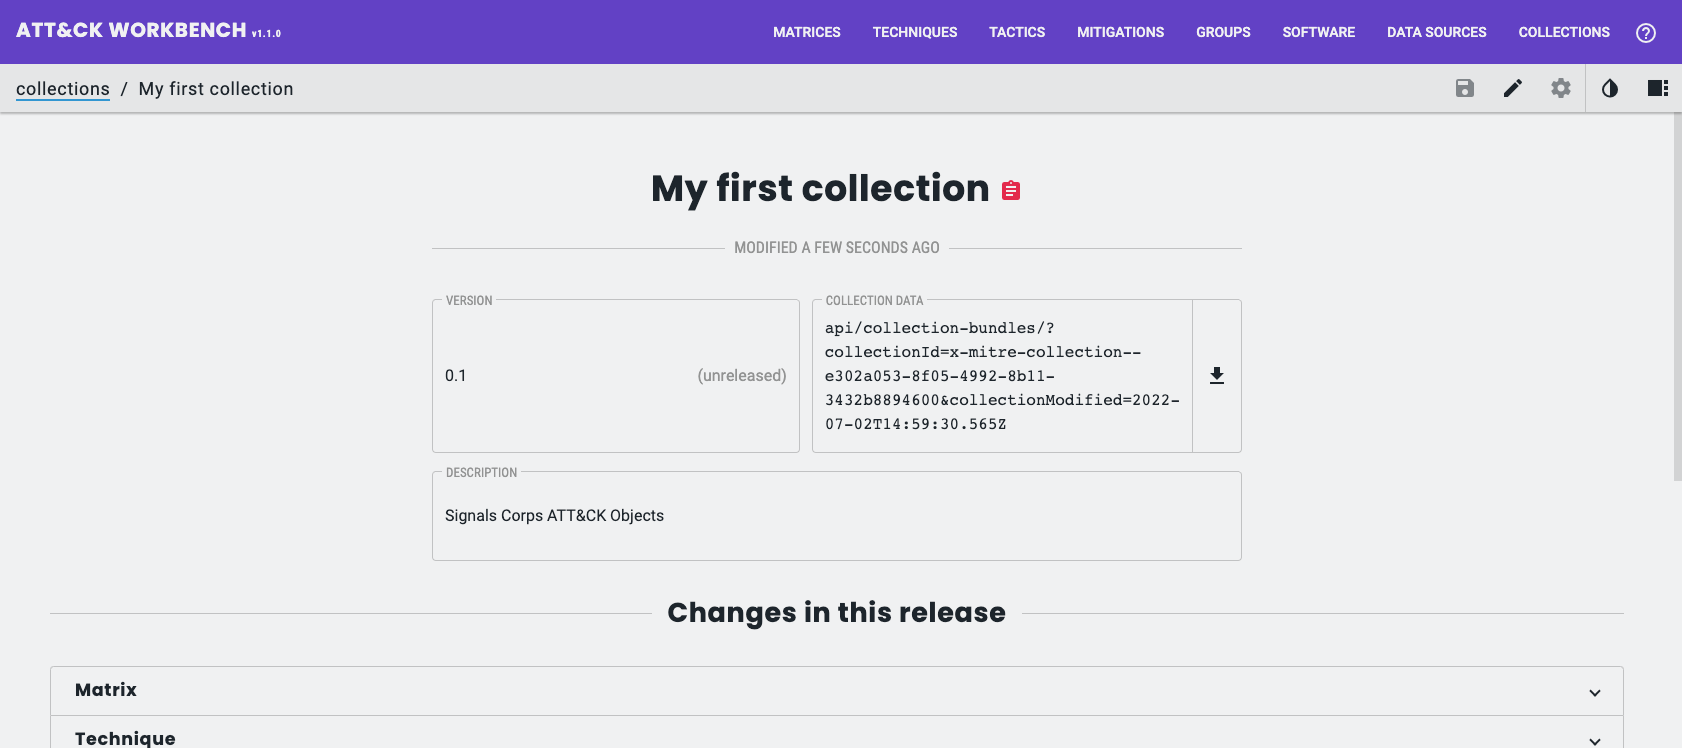 ATT&CK WORKBENCH v1.1.0
MATRICES TECHNIQUES TACTICS MITIGATIONS GROUPS SOFTWARE DATA SOURCES COLLECTIONS
collections / My first collection
My first collection
MODIFIED A FEW SECONDS AGO
VERSION
0.1 (unreleased)
COLLECTION DATA
api/collection-bundles/?
collectionId=x-mitre-collection--
e302a053-8f05-4992-8b11-
3432b8894600&collectionModified=2022-
07-02T14:59:30.565Z
DESCRIPTION
Signals Corps ATT&CK Objects
Changes in this release
Matrix
Technique